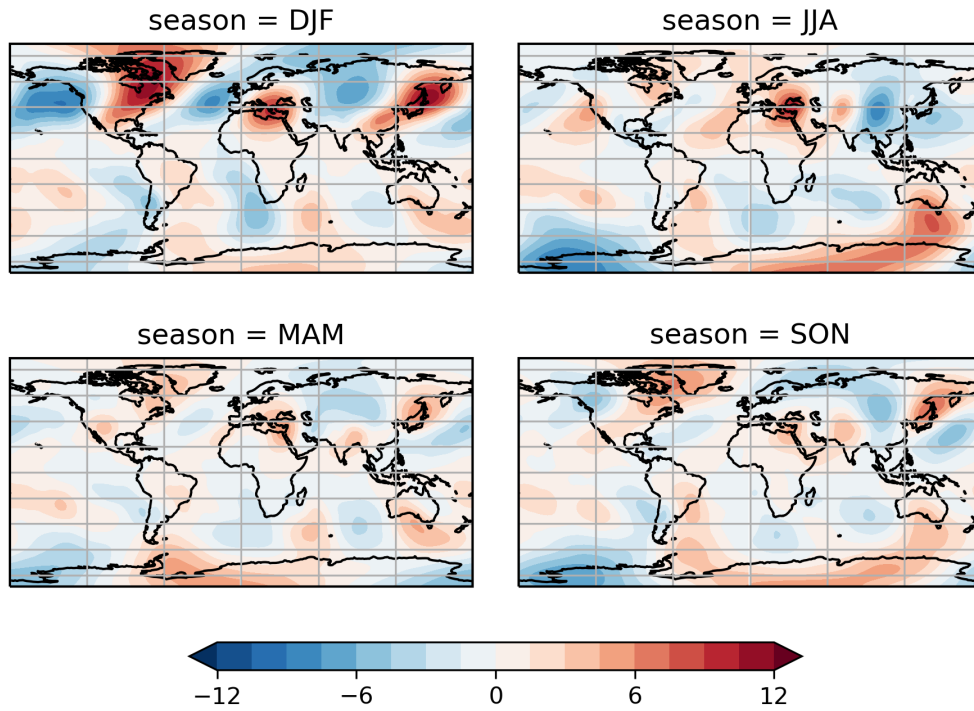 season = DJF
season = JJA
season = MAM
season = SON
−12
−6
0
6
12